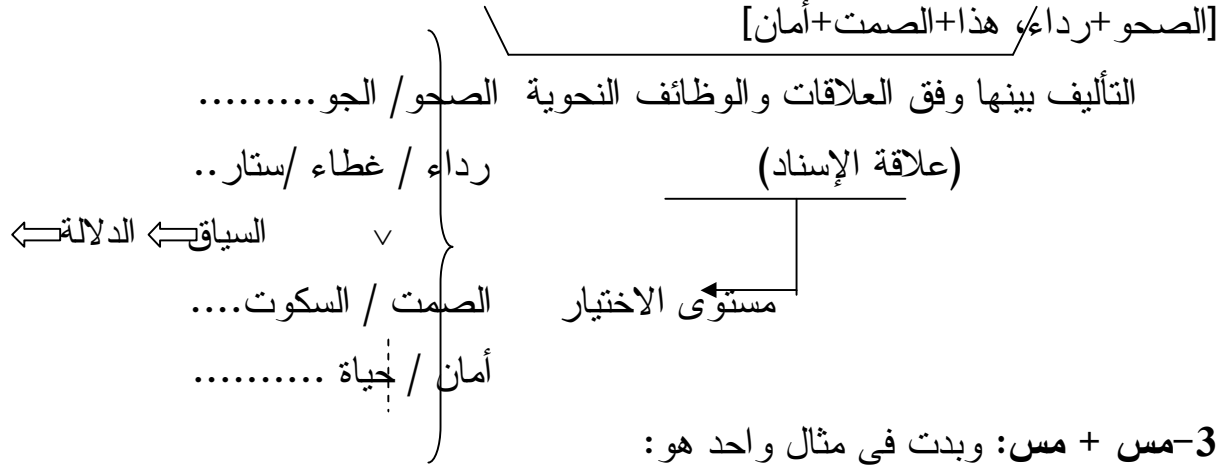 [الصحو+رداء، هذا+الصمت+أمان]
التأليف بينها وفق العلاقات والوظائف النحوية الصحو/ الجو.........
(علاقة الإسناد) رداء / غطاء /ستار..
السياق⇐ الدلالة⇐
مستوى الاختيار الصمت / السكوت....
أمان / حياة ..........
3-مس + مس: وبدت في مثال واحد هو: